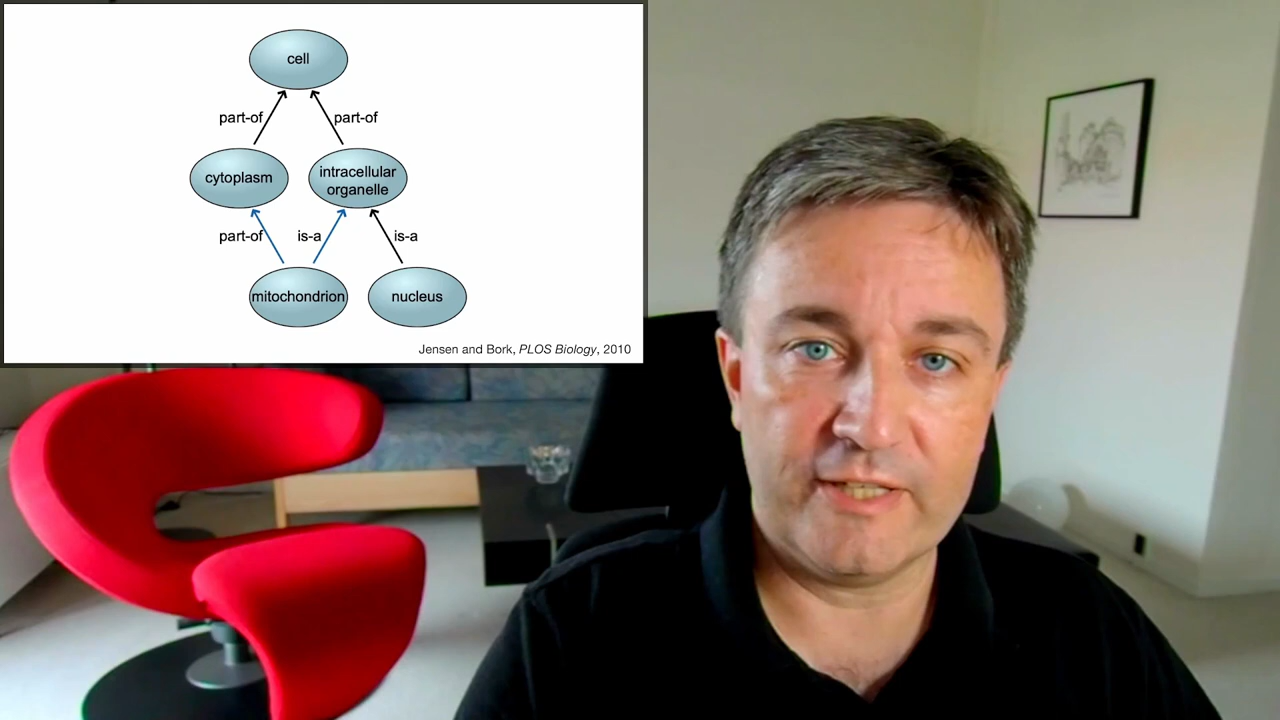 cell
part-of part-of
cytoplasm
intracellular
organelle
part-of is-a is-a
mitochondrion nucleus
Jensen and Bork, PLOS Biology, 2010